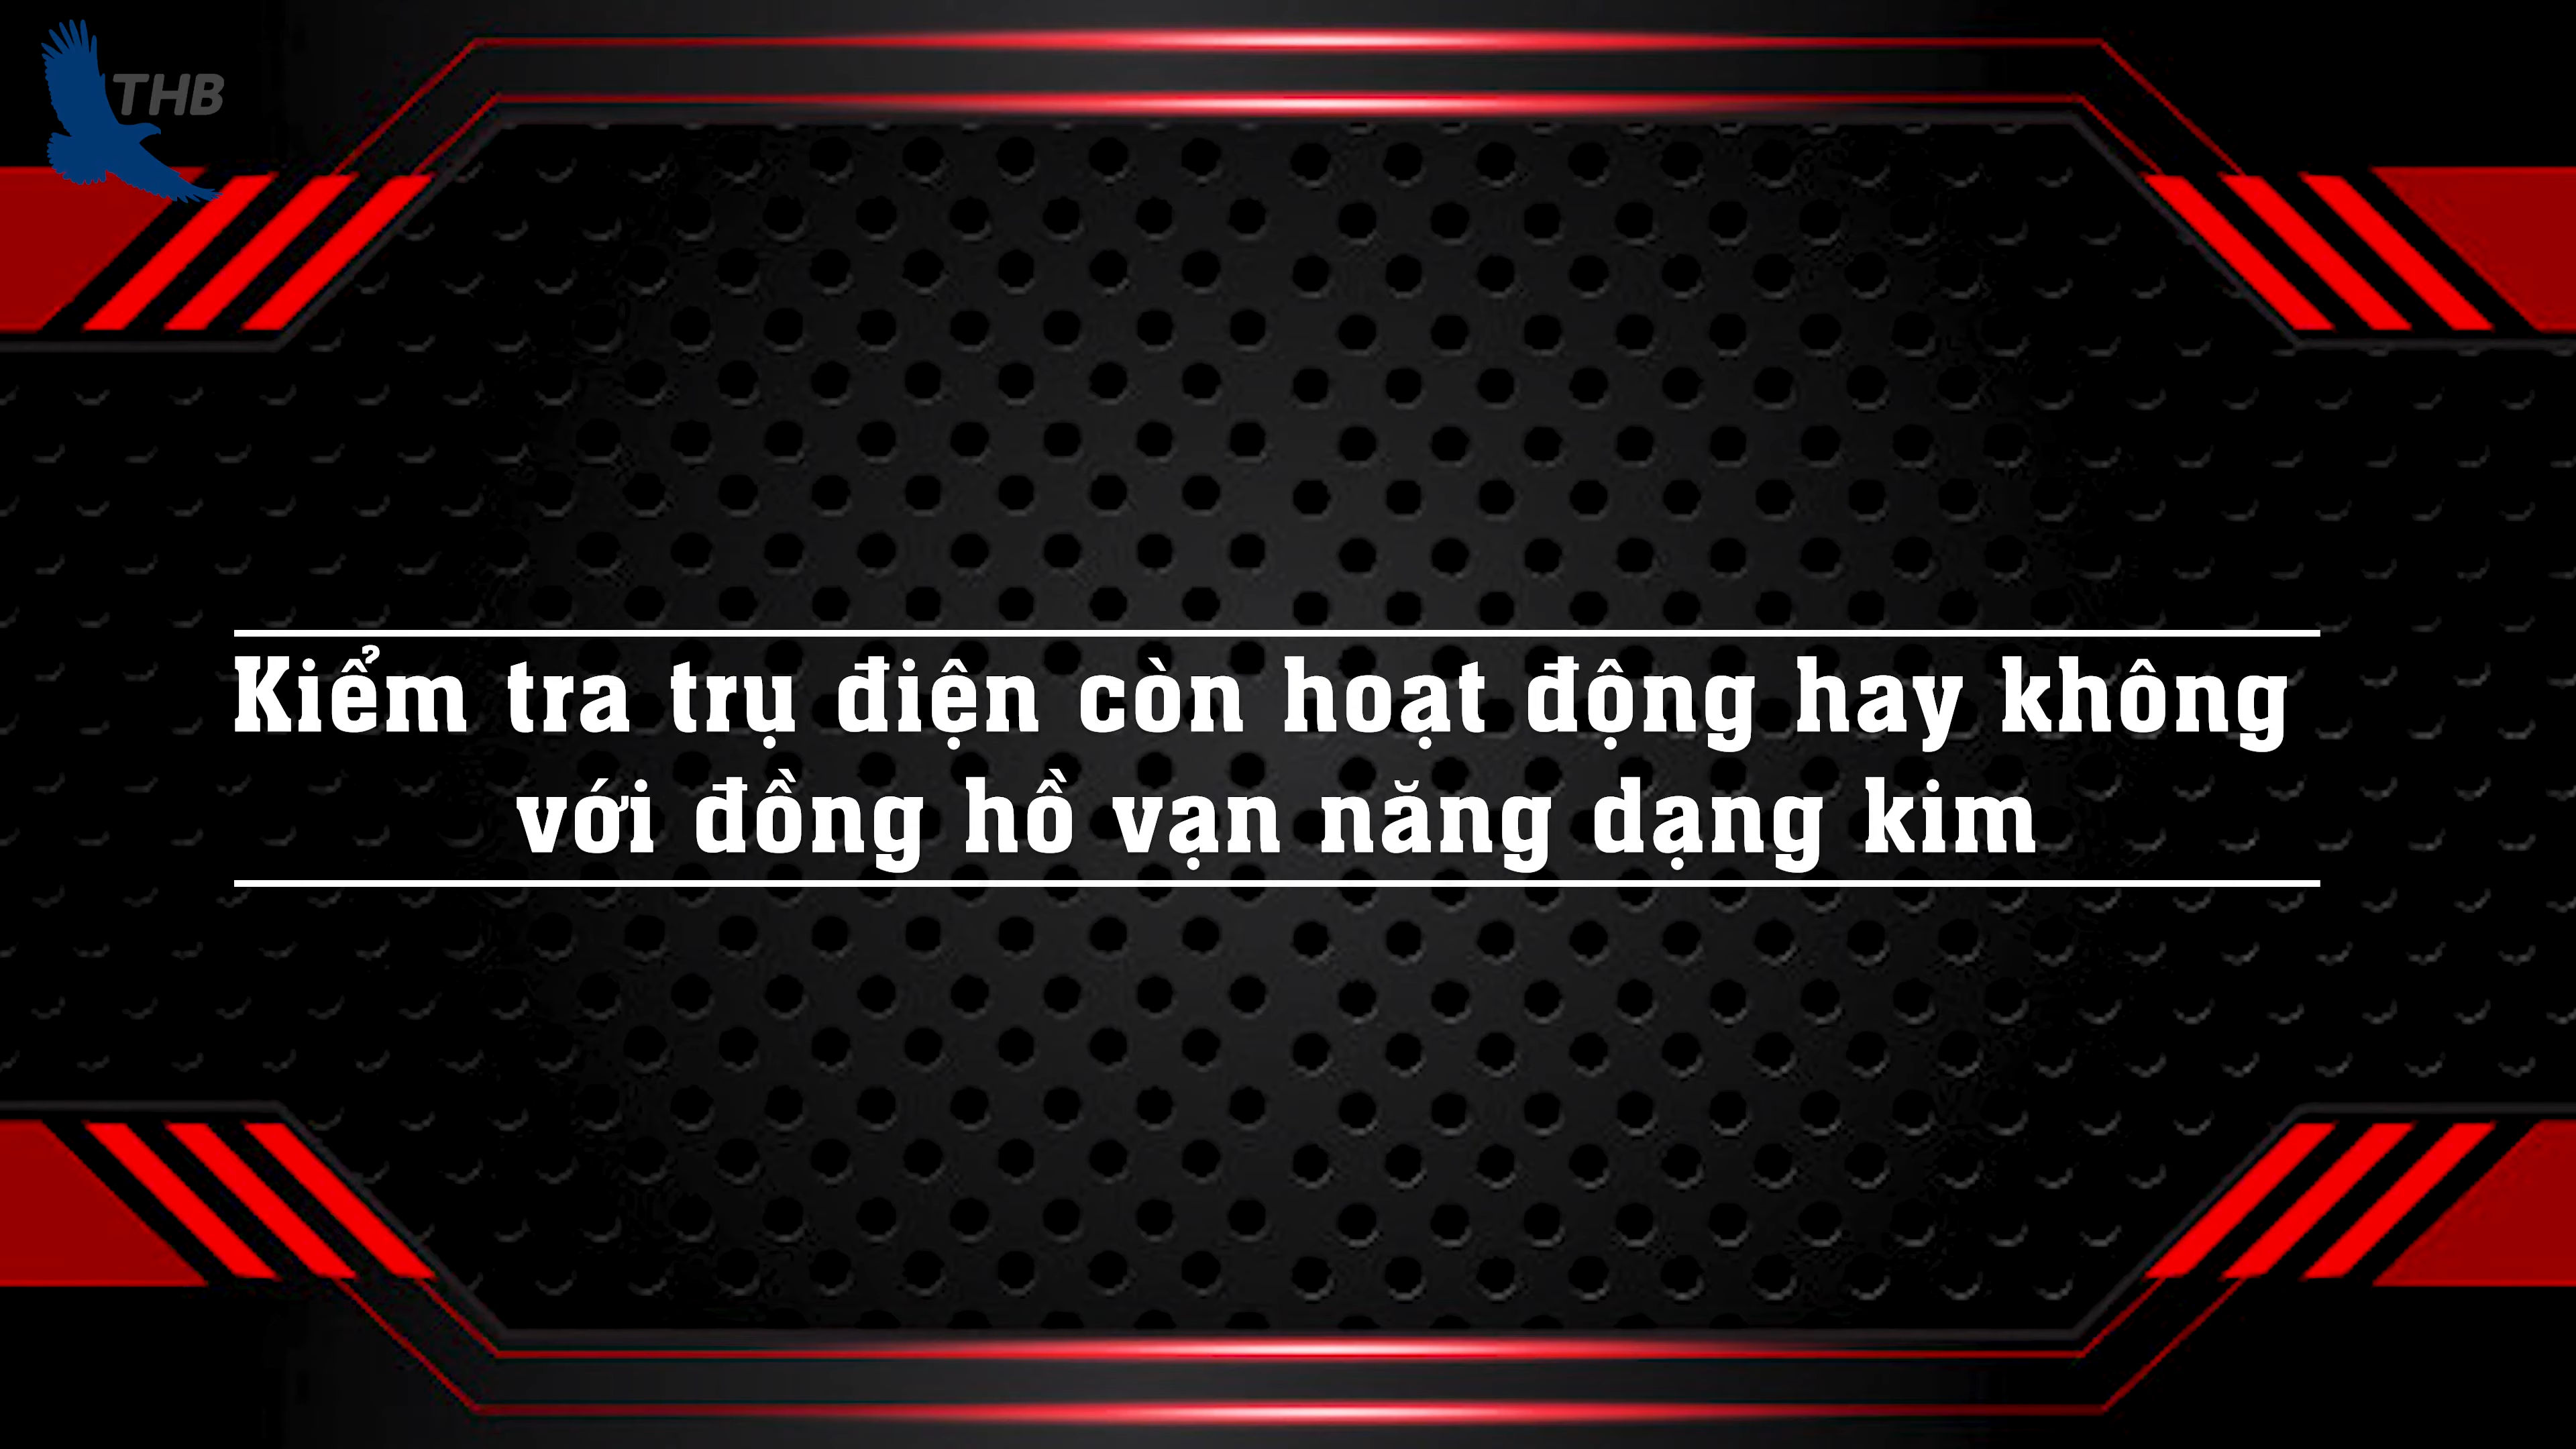 THB
Kiểm tra trụ điện còn hoạt động hay không
với đồng hồ vạn năng dạng kim